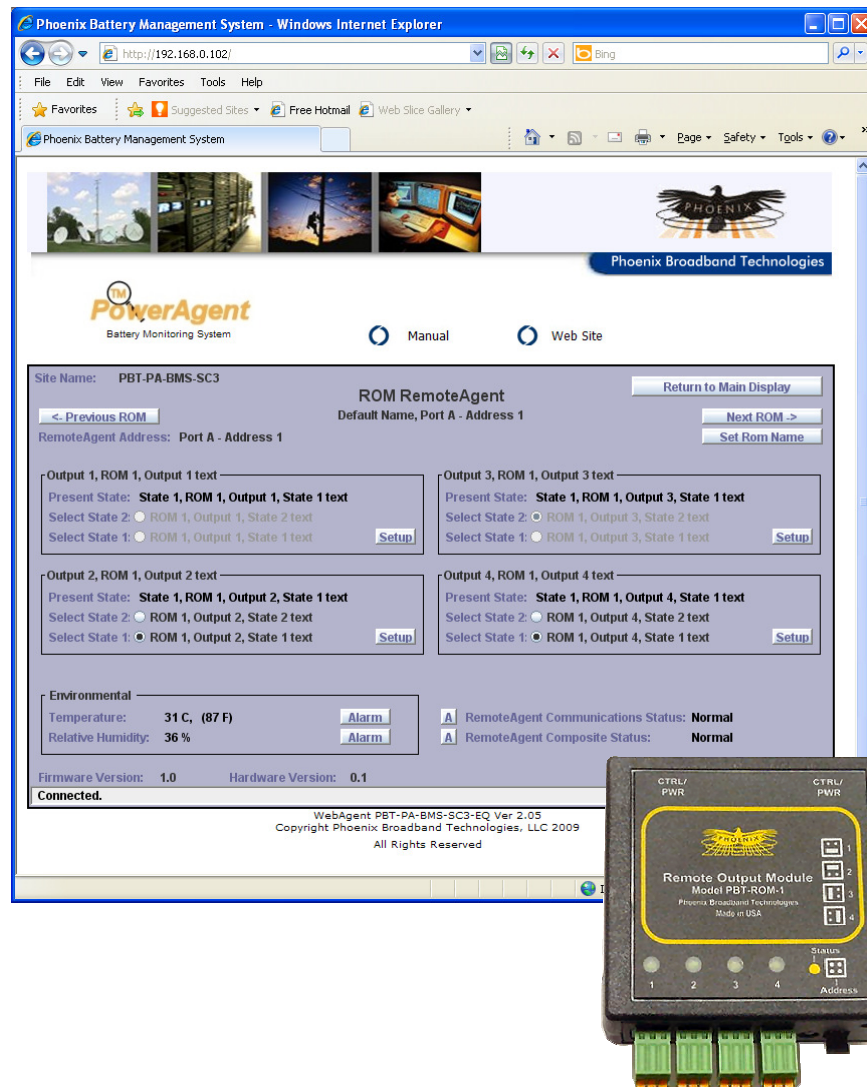 Phoenix Battery Management System - Windows Internet Explorer
http://192.168.0.102/
Bing
File Edit View Favorites Tools Help
Favorites Suggested Sites Free Hotmail Web Slice Gallery
Phoenix Battery Management System
Page Safety Tools
PHOENIX
Phoenix Broadband Technologies
TM
PowerAgent
Battery Monitoring System
Manual Web Site
Site Name: PBT-PA-BMS-SC3
ROM RemoteAgent
Return to Main Display
<- Previous ROM
Default Name, Port A - Address 1
Next ROM ->
RemoteAgent Address: Port A - Address 1
Set Rom Name
Output 1, ROM 1, Output 1 text
Present State: State 1, ROM 1, Output 1, State 1 text
Select State 2: ROM 1, Output 1, State 2 text
Select State 1: ROM 1, Output 1, State 1 text Setup
Output 3, ROM 1, Output 3 text
Present State: State 1, ROM 1, Output 3, State 1 text
Select State 2: ROM 1, Output 3, State 2 text
Select State 1: ROM 1, Output 3, State 1 text Setup
Output 2, ROM 1, Output 2 text
Present State: State 1, ROM 1, Output 2, State 1 text
Select State 2: ROM 1, Output 2, State 2 text
Select State 1: ROM 1, Output 2, State 1 text Setup
Output 4, ROM 1, Output 4 text
Present State: State 1, ROM 1, Output 4, State 1 text
Select State 2: ROM 1, Output 4, State 2 text
Select State 1: ROM 1, Output 4, State 1 text Setup
Environmental
Temperature: 31 C, (87 F) Alarm
Relative Humidity: 36 % Alarm
A RemoteAgent Communications Status: Normal
A RemoteAgent Composite Status: Normal
Firmware Version: 1.0 Hardware Version: 0.1
Connected.
WebAgent PBT-PA-BMS-SC3-EQ Ver 2.05
Copyright Phoenix Broadband Technologies, LLC 2009
All Rights Reserved
CTRL/
PWR
CTRL/
PWR
PHOENIX
Remote Output Module
Model PBT-ROM-1
Phoenix Broadband Technologies
Made in USA
1
2
3
4
Status
1 2 3 4
1
Address